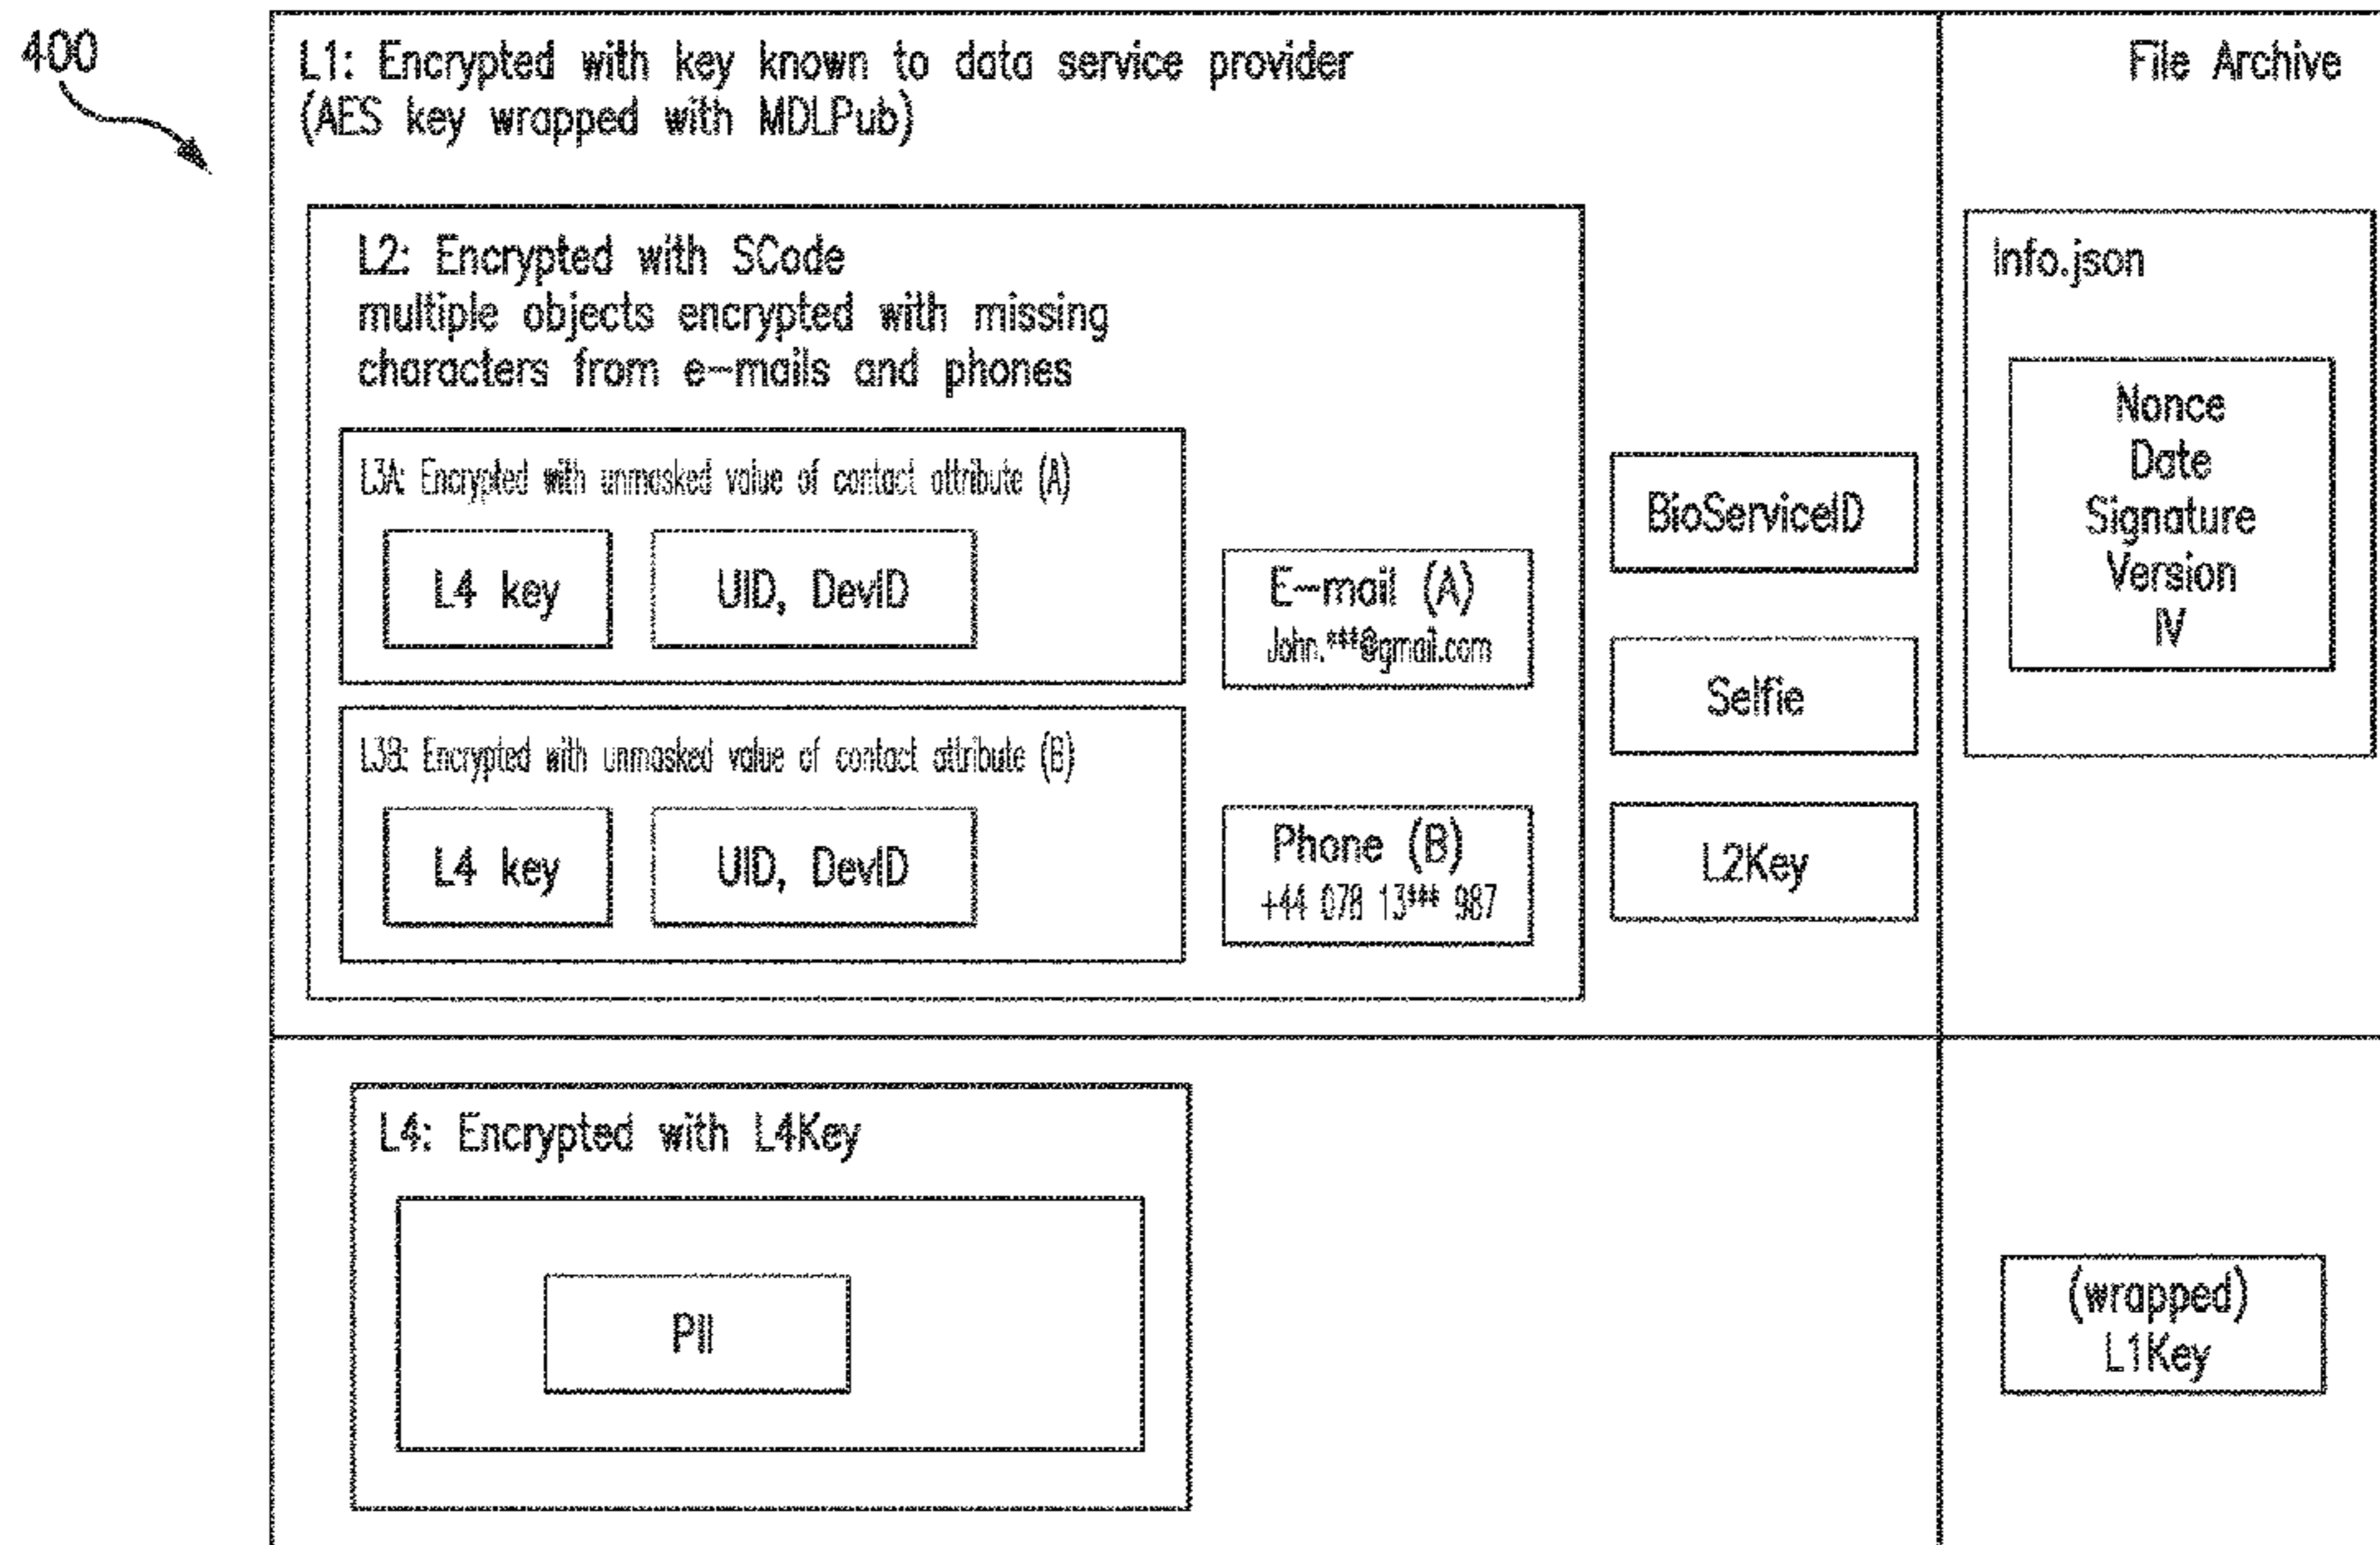 400
L1: Encrypted with key known to data service provider
(AES key wrapped with MDLPub)
File Archive
L2: Encrypted with SCode
multiple objects encrypted with missing
characters from e-mails and phones
L3A: Encrypted with unmasked value of contact attribute (A)
L4 key
UID, DevID
E-mail (A)
John.***@gmail.com
L3B: Encrypted with unmasked value of contact attribute (B)
L4 key
UID, DevID
Phone (B)
+44 078 13*** 987
BioServiceID
Selfie
L2Key
Info.json
Nonce
Date
Signature
Version
IV
L4: Encrypted with L4Key
PII
(wrapped)
L1Key